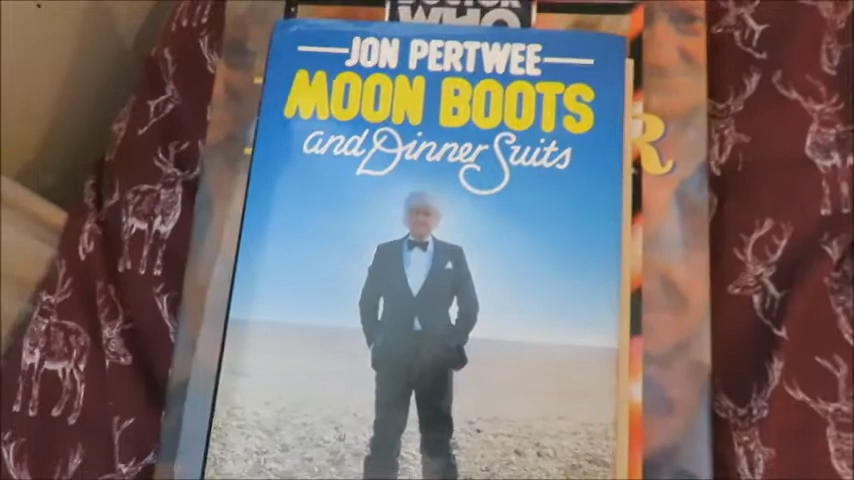 DOCTOR
WHO
JON PERTWEE
MOON BOOTS
and Dinner Suits
R